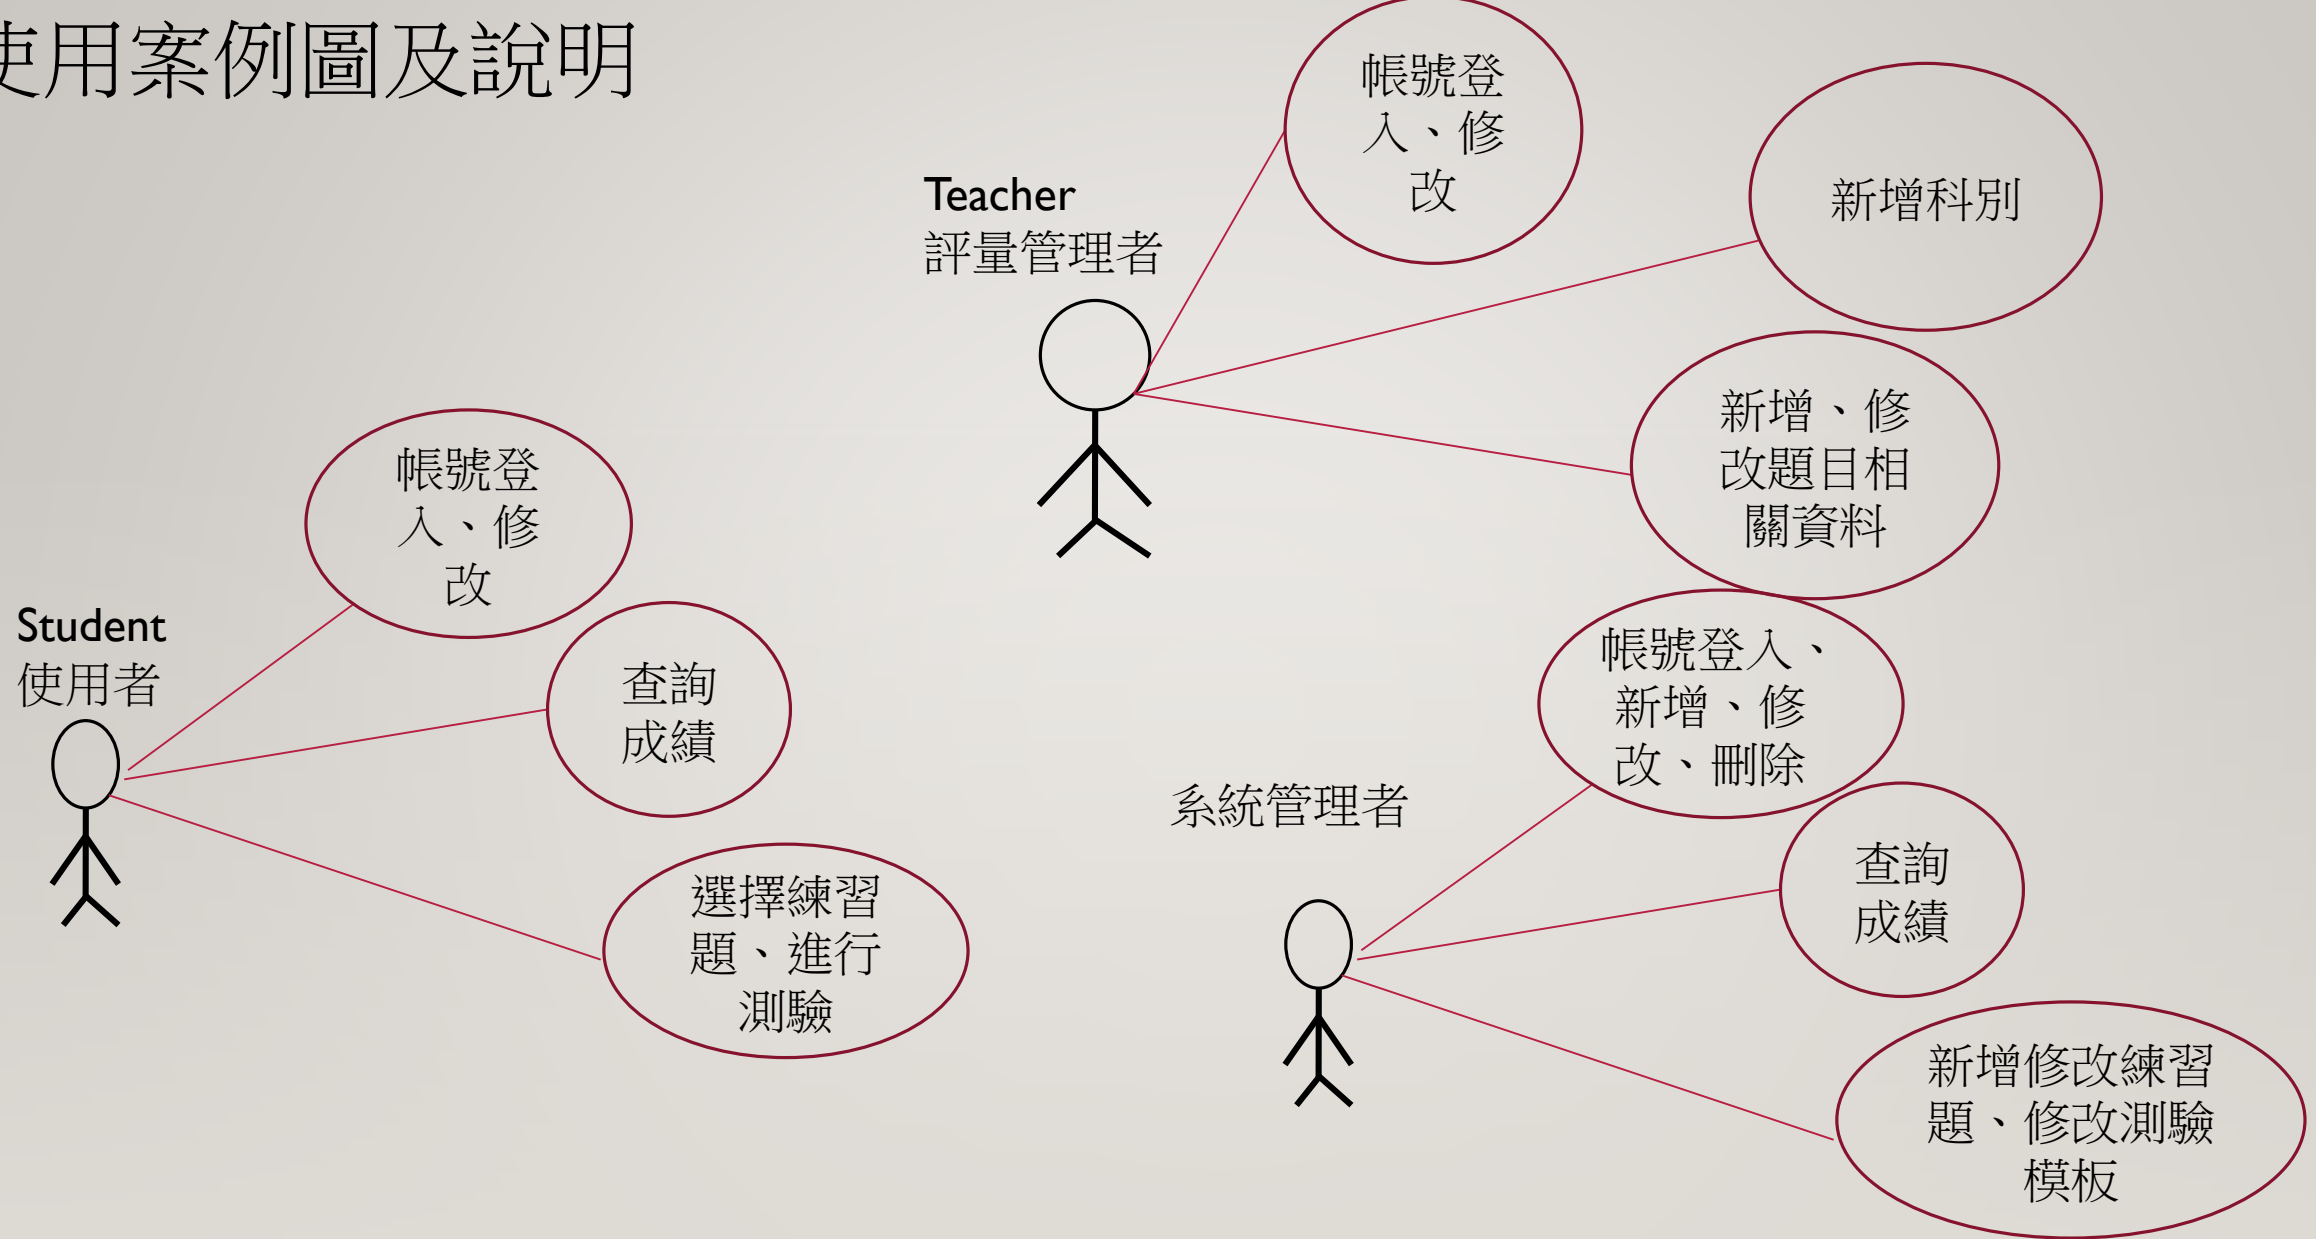 使用案例圖及說明
Teacher
評量管理者
帳號登
入、修
改
新增科別
新增、修
改題目相
關資料
Student
使用者
帳號登
入、修
改
查詢
成績
選擇練習
題、進行
測驗
系統管理者
帳號登入、
新增、修
改、刪除
查詢
成績
新增修改練習
題、修改測驗
模板